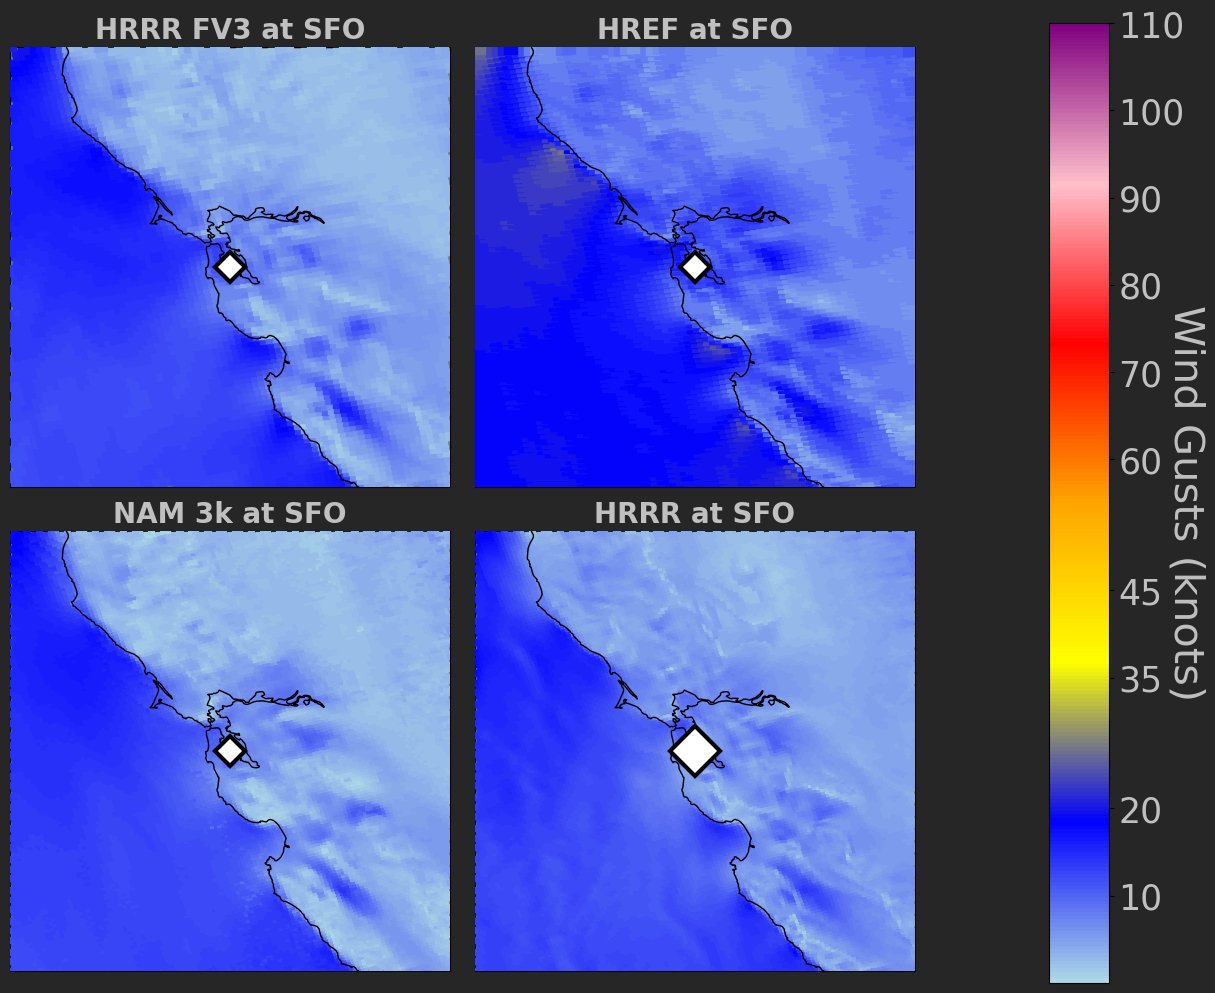 HRRR FV3 at SFO
HREF at SFO
NAM 3k at SFO
HRRR at SFO
110
100
90
80
70
60
45
35
20
10
Wind Gusts (knots)